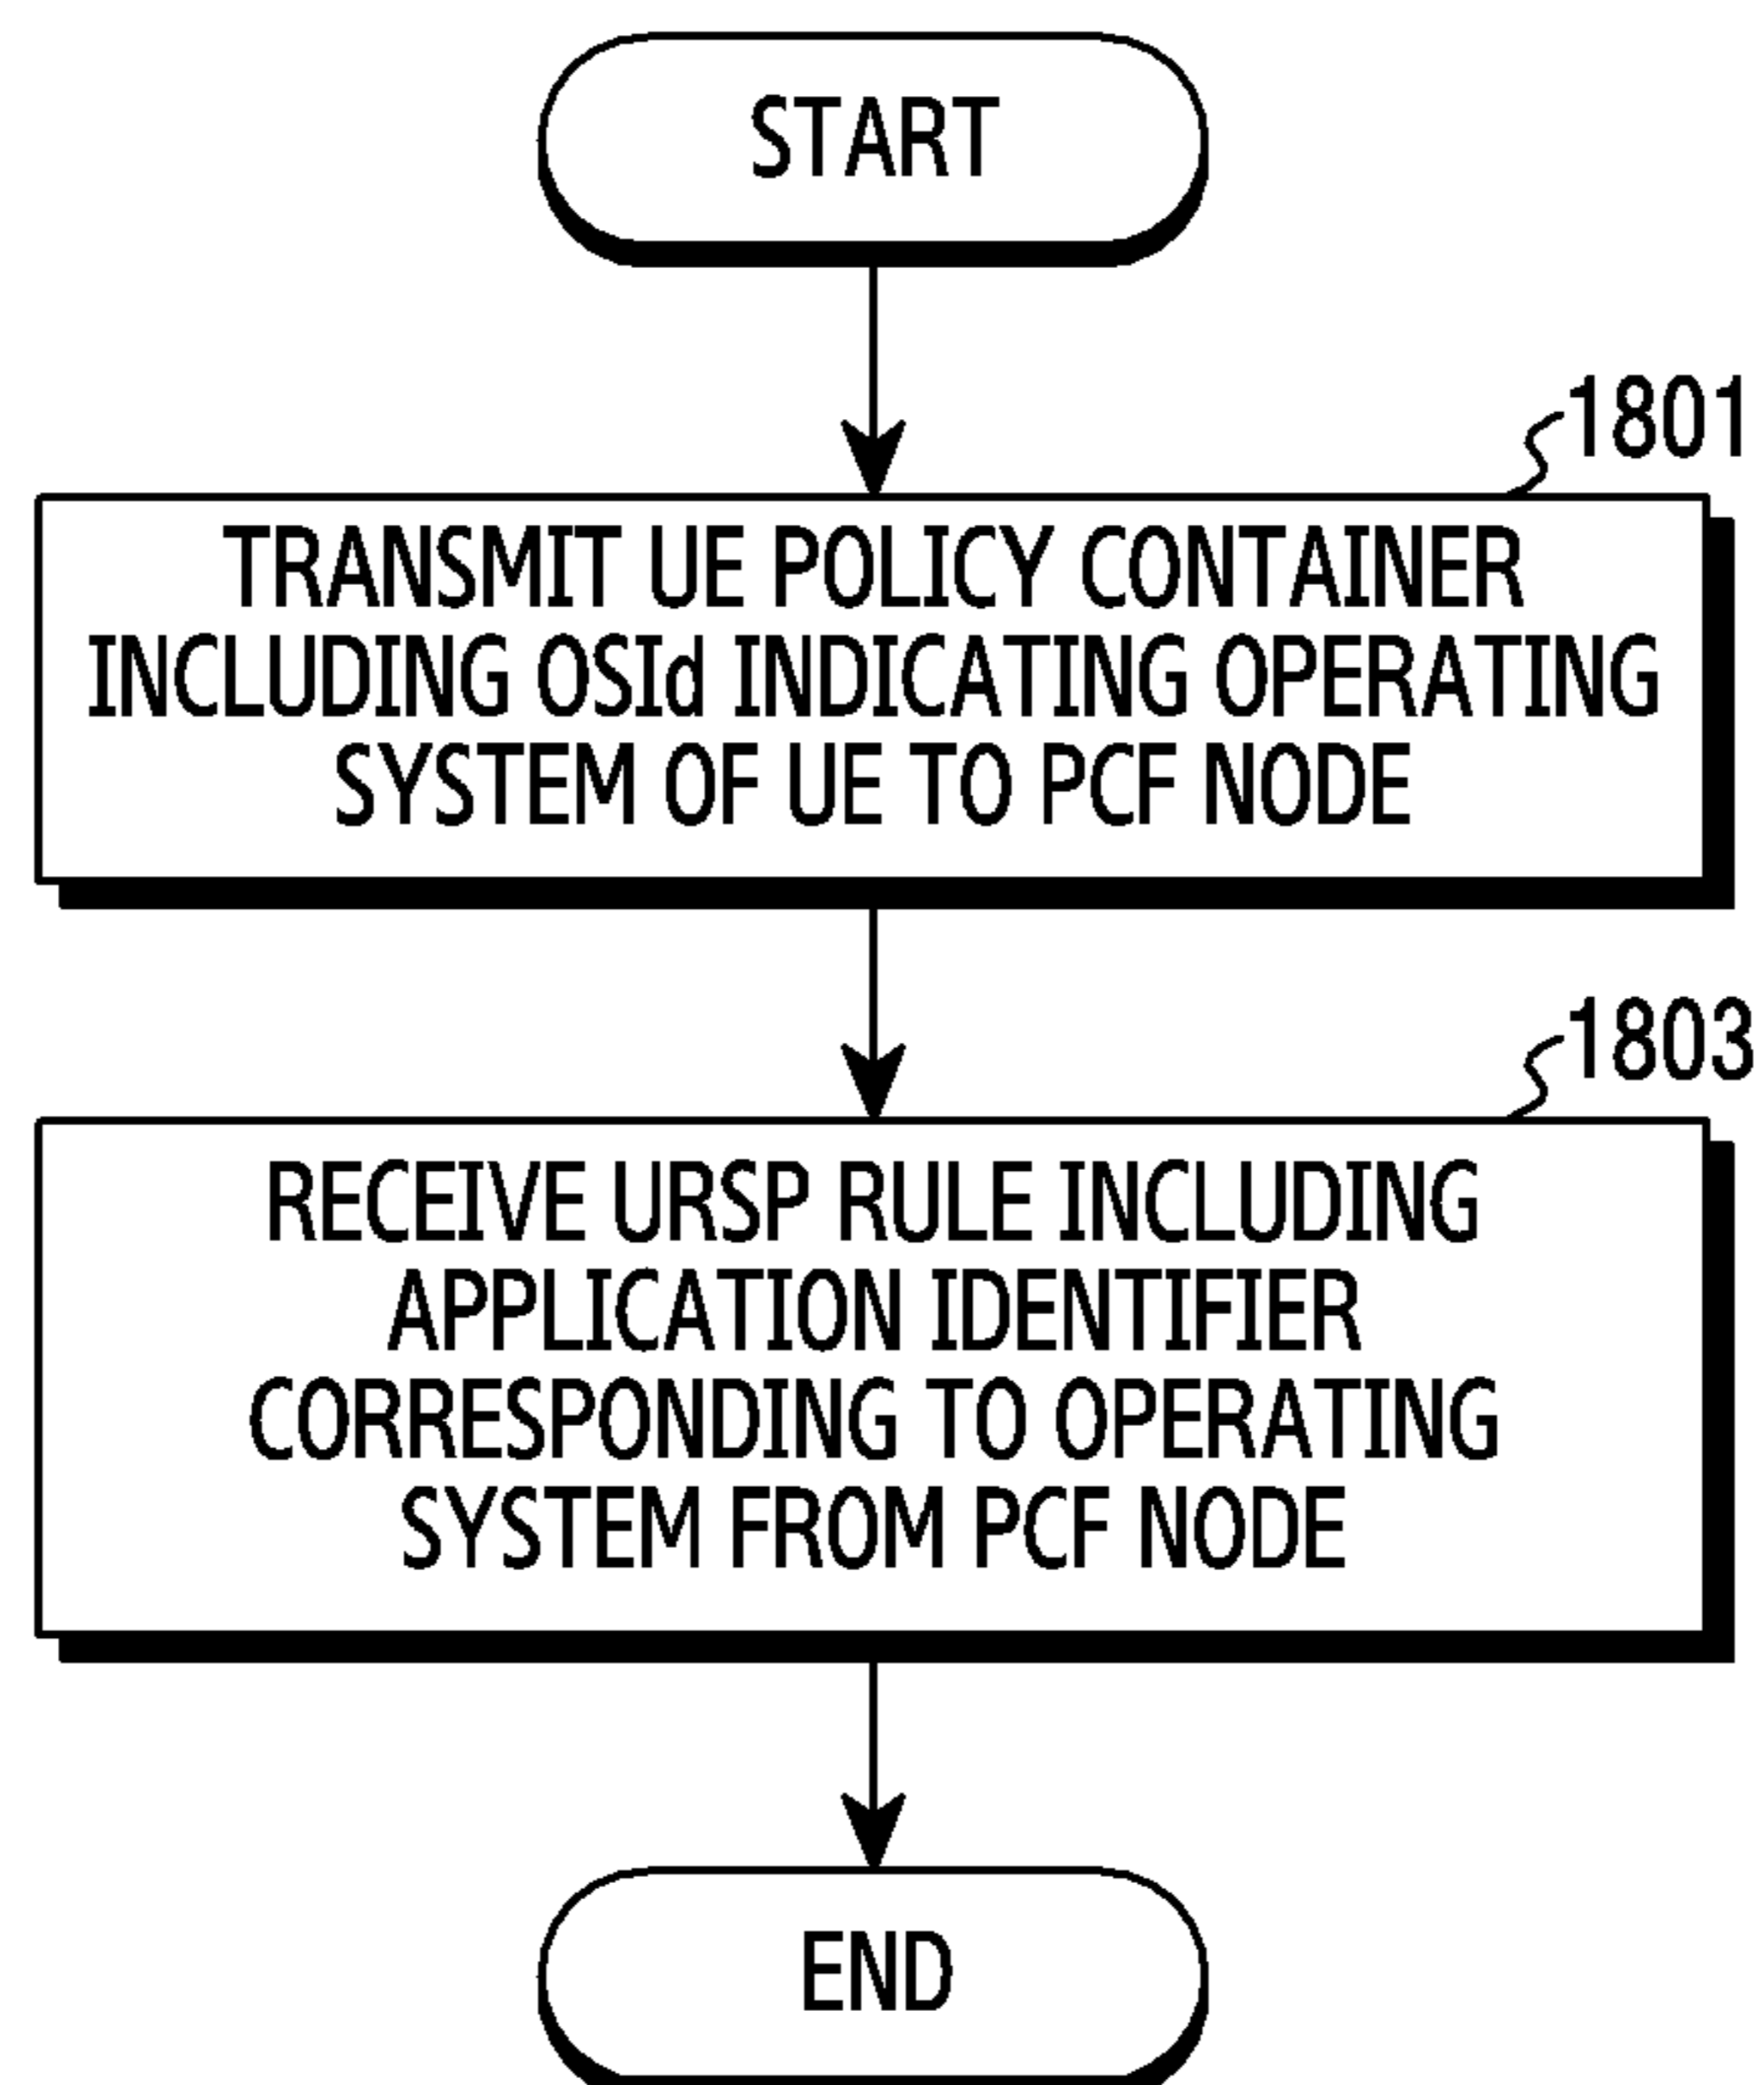 START
1801
TRANSMIT UE POLICY CONTAINER
INCLUDING OSId INDICATING OPERATING
SYSTEM OF UE TO PCF NODE
1803
RECEIVE URSP RULE INCLUDING
APPLICATION IDENTIFIER
CORRESPONDING TO OPERATING
SYSTEM FROM PCF NODE
END